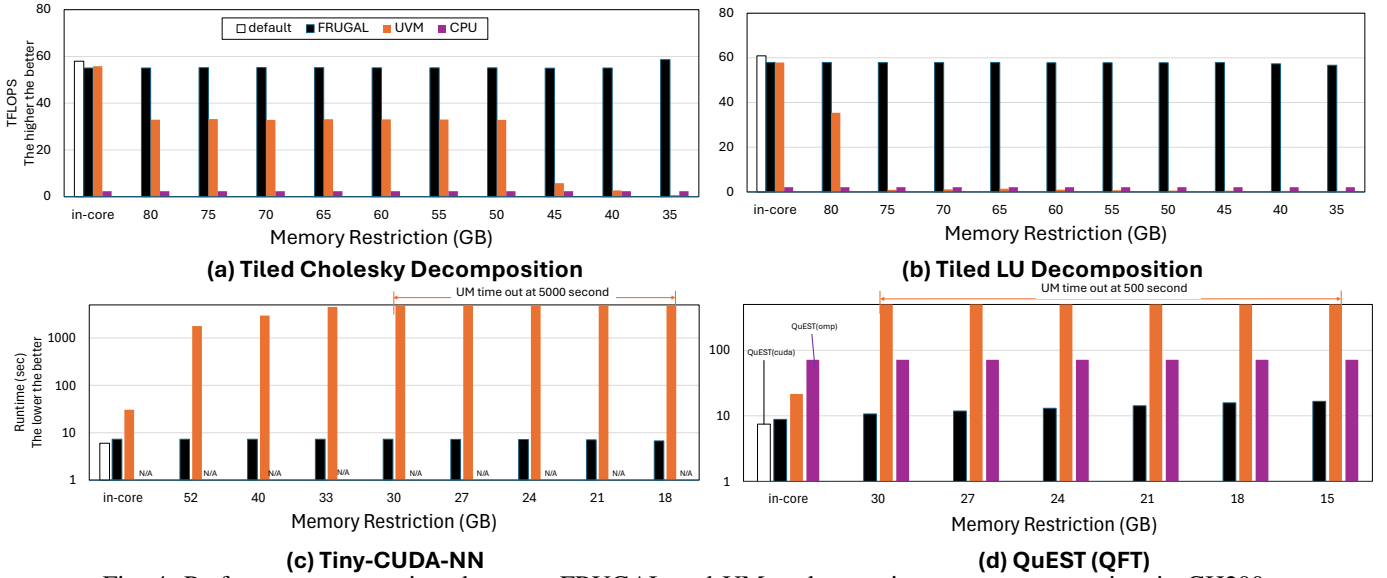 80
60
40
20
0
TFLOPS
The higher the better
default FRUGAL UVM CPU
in-core 80 75 70 65 60 55 50 45 40 35
Memory Restriction (GB)
(a) Tiled Cholesky Decomposition
80
60
40
20
0
in-core 80 75 70 65 60 55 50 45 40 35
Memory Restriction (GB)
(b) Tiled LU Decomposition
UM time out at 5000 second
1000
100
10
1
Runtime (sec)
The lower the better
N/A N/A N/A N/A N/A N/A N/A N/A N/A
in-core 52 40 33 30 27 24 21 18
Memory Restriction (GB)
(c) Tiny-CUDA-NN
UM time out at 500 second
QuEST(omp)
QuEST(cuda)
100
10
1
in-core 30 27 24 21 18 15
Memory Restriction (GB)
(d) QuEST (QFT)